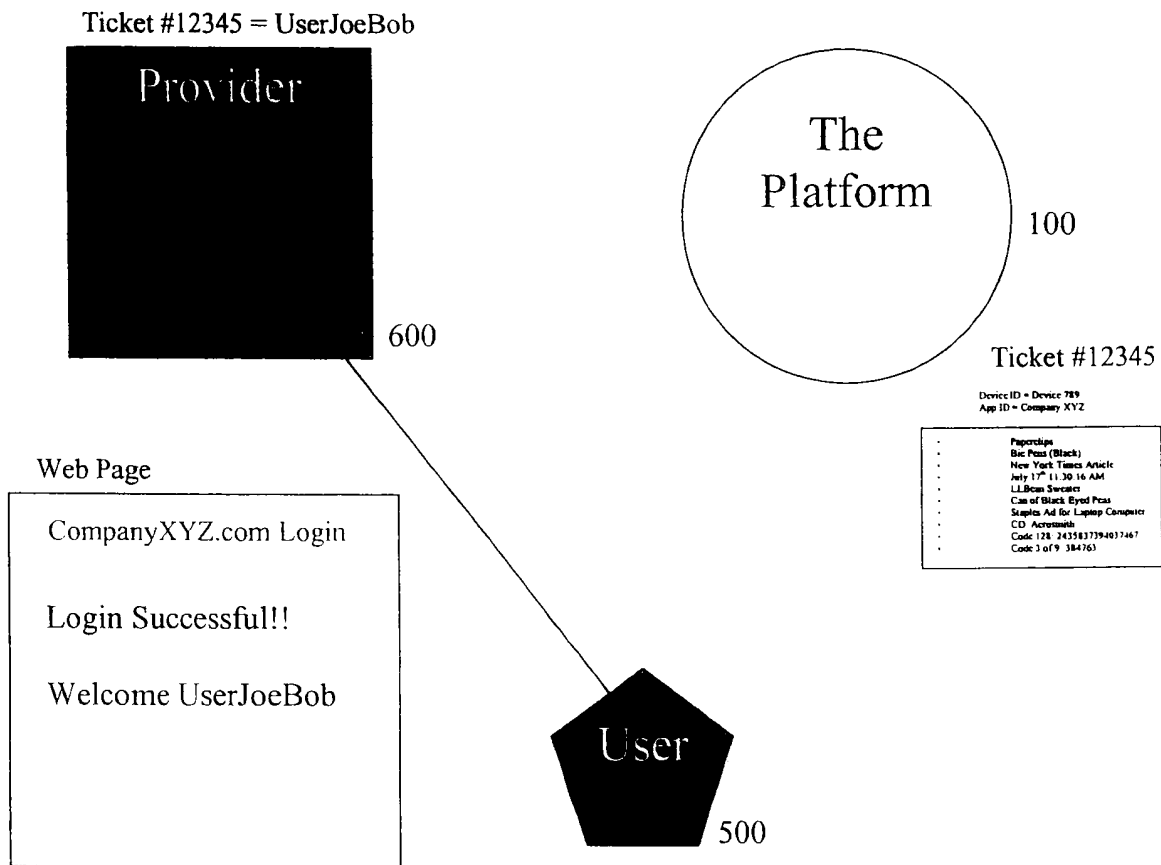 Ticket #12345 = UserJoeBob
Provider
600
The
Platform
100
Ticket #12345
Device ID = Device 789
App ID = Company XYZ
Paperclips
Bic Pens (Black)
New York Times Article
July 17th 11:30:16 AM
LLBean Sweater
Can of Black Eyed Peas
Staples Ad for Laptop Computer
CD Aerosmith
Code 128 2435837394037467
Code 3 of 9 384763
Web Page
CompanyXYZ.com Login
Login Successful!!
Welcome UserJoeBob
User
500